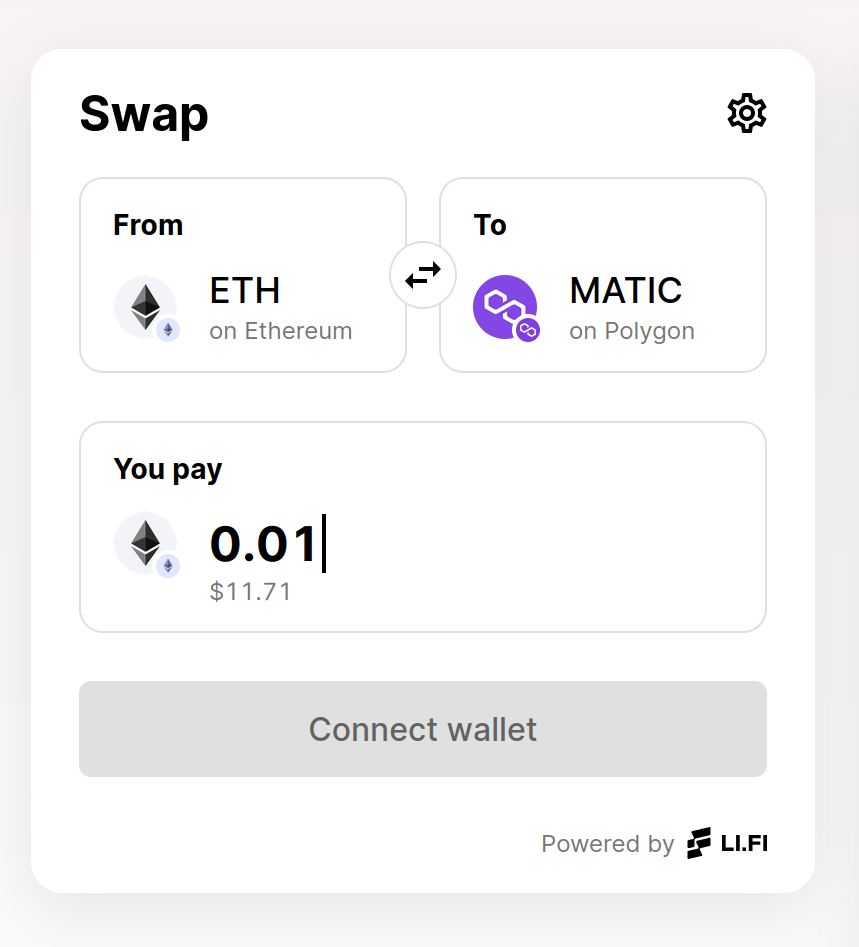 Swap
From
ETH
on Ethereum
To
MATIC
on Polygon
You pay
0.01
$11.71
Connect wallet
Powered by LI.FI